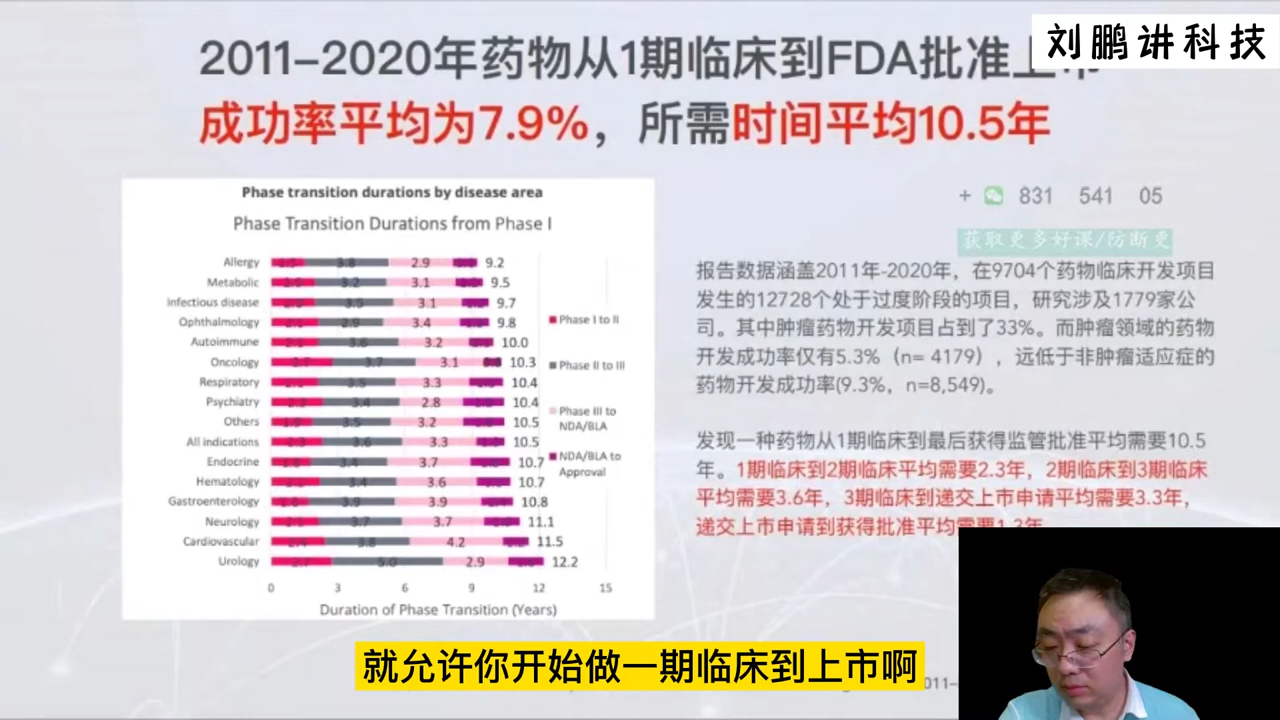 刘鹏讲科技
2011–2020年药物从1期临床到FDA批准上市
成功率平均为7.9%，所需时间平均10.5年
Phase transition durations by disease area
Phase Transition Durations from Phase I
Allergy 3.8 2.9 9.2
Metabolic 3.2 3.1 9.5
Infectious disease 3.5 3.1 9.7
Ophthalmology 2.9 3.4 9.8
Autoimmune 3.6 3.2 10.0
Oncology 3.7 3.1 10.3
Respiratory 3.5 3.3 10.4
Psychiatry 3.4 2.8 10.4
Others 3.5 3.2 10.5
All indications 3.6 3.3 10.5
Endocrine 3.4 3.7 10.7
Hematology 3.4 3.6 10.7
Gastroenterology 3.9 3.9 10.8
Neurology 3.7 3.7 11.1
Cardiovascular 3.8 4.2 11.5
Urology 5.0 2.9 12.2
0 3 6 9 12 15
Duration of Phase Transition (Years)
Phase I to II
Phase II to III
Phase III to
NDA/BLA
NDA/BLA to
Approval
+ 831 541 05
获取更多好课/防断更
报告数据涵盖2011年-2020年，在9704个药物临床开发项目
发生的12728个处于过度阶段的项目，研究涉及1779家公
司。其中肿瘤药物开发项目占到了33%。而肿瘤领域的药物
开发成功率仅有5.3%（n= 4179），远低于非肿瘤适应症的
药物开发成功率(9.3%，n=8,549)。
发现一种药物从1期临床到最后获得监管批准平均需要10.5
年。1期临床到2期临床平均需要2.3年，2期临床到3期临床
平均需要3.6年，3期临床到递交上市申请平均需要3.3年，
递交上市申请到获得批准平均需要1.3年
就允许你开始做一期临床到上市啊